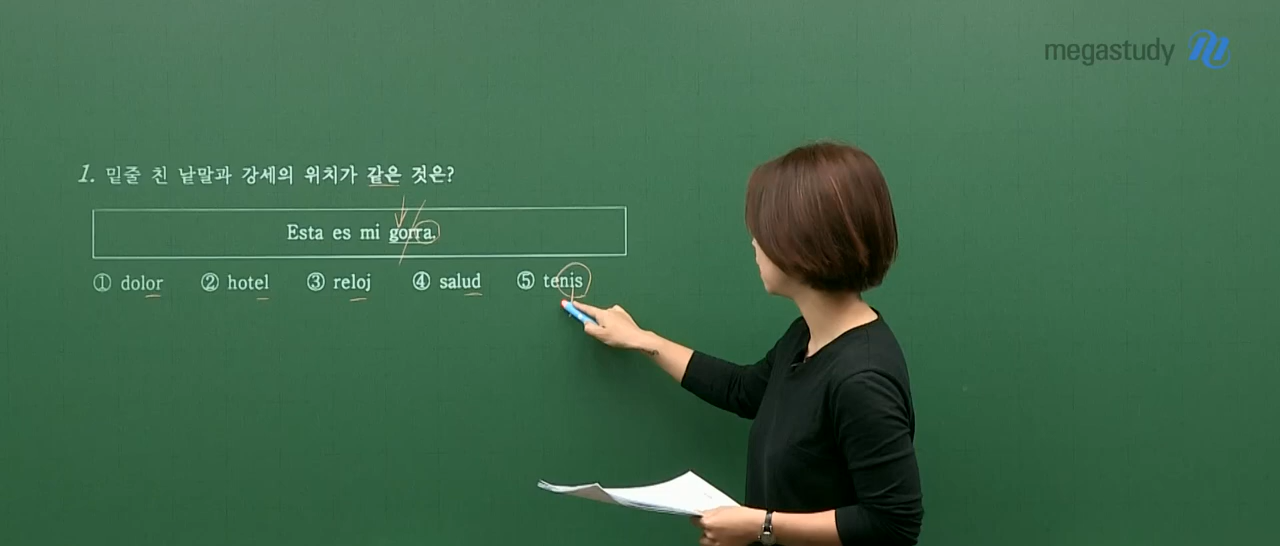 megastudy
1. 밑줄 친 낱말과 강세의 위치가 같은 것은?
Esta es mi gorra.
① dolor ② hotel ③ reloj ④ salud ⑤ tenis